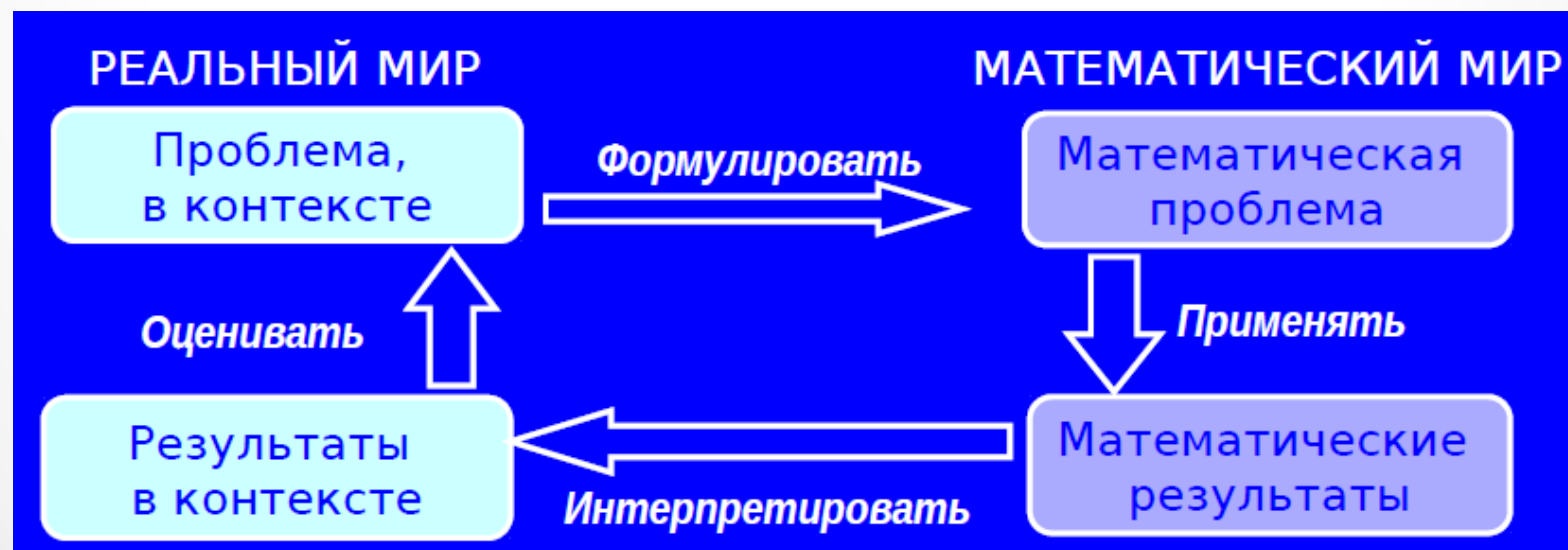 РЕАЛЬНЫЙ МИР
МАТЕМАТИЧЕСКИЙ МИР
Проблема,
в контексте
Формулировать
Математическая
проблема
Оценивать
Применять
Результаты
в контексте
Интерпретировать
Математические
результаты